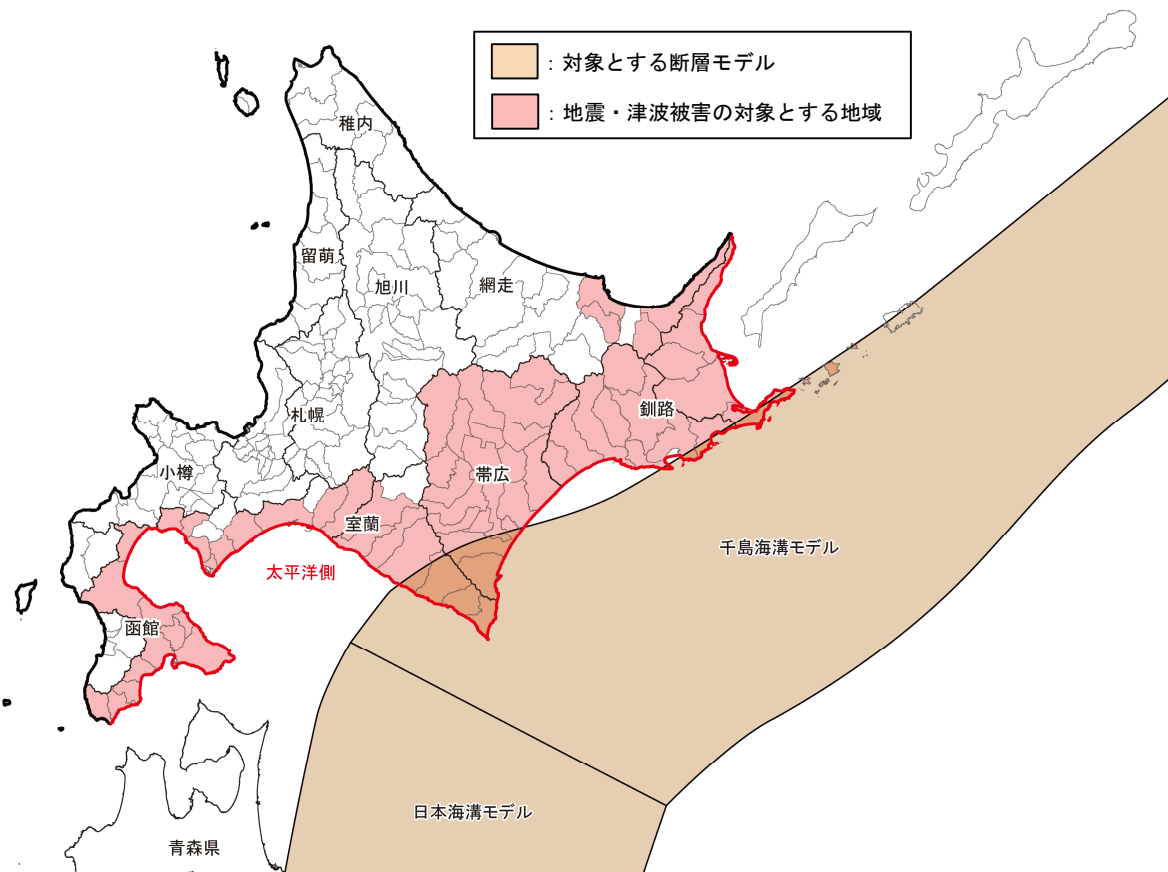 ：対象とする断層モデル
：地震・津波被害の対象とする地域
稚内
留萌
旭川
網走
札幌
釧路
小樽
帯広
室蘭
千島海溝モデル
太平洋側
函館
日本海溝モデル
青森県